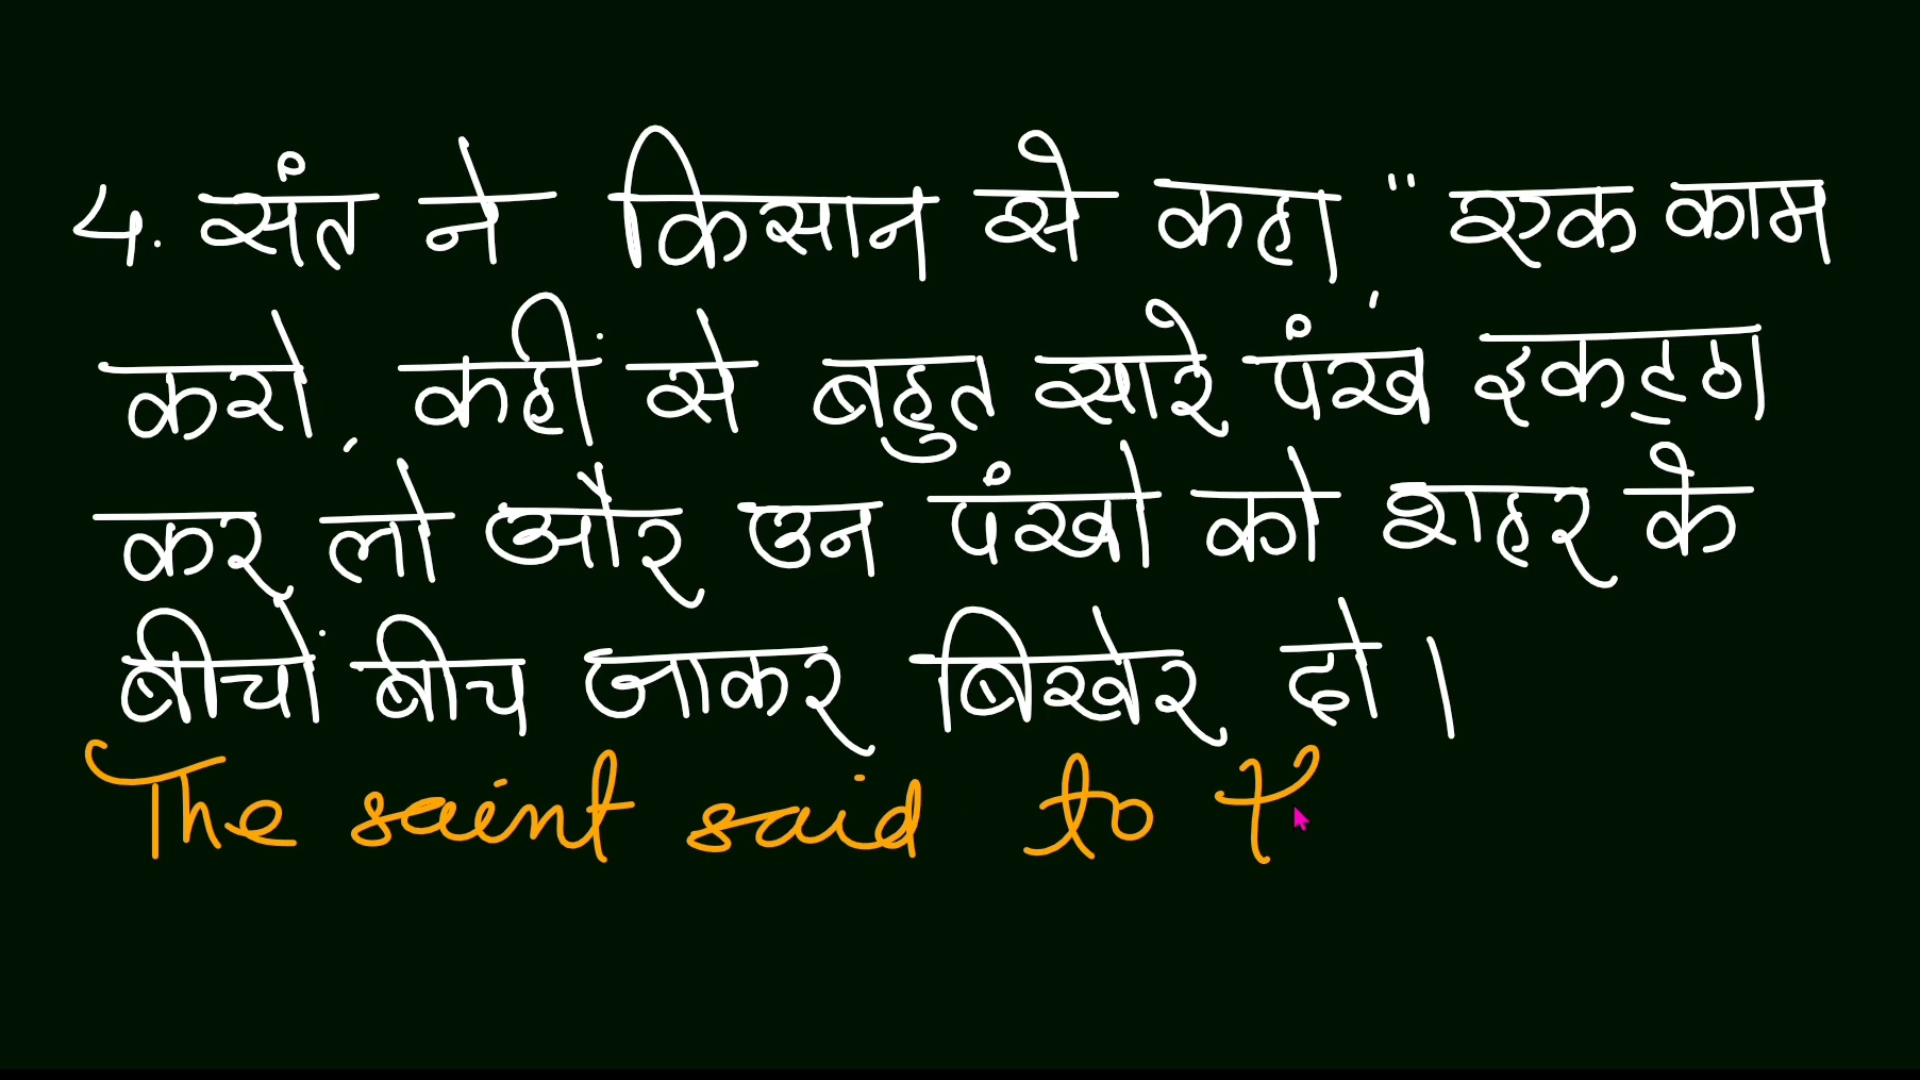 4. संत ने किसान से कहा, "एक काम
करो, कहीं से बहुत सारे पंख इकट्ठा
कर लो और उन पंखों को शहर के
बीचों बीच जाकर बिखेर दो।
The saint said to